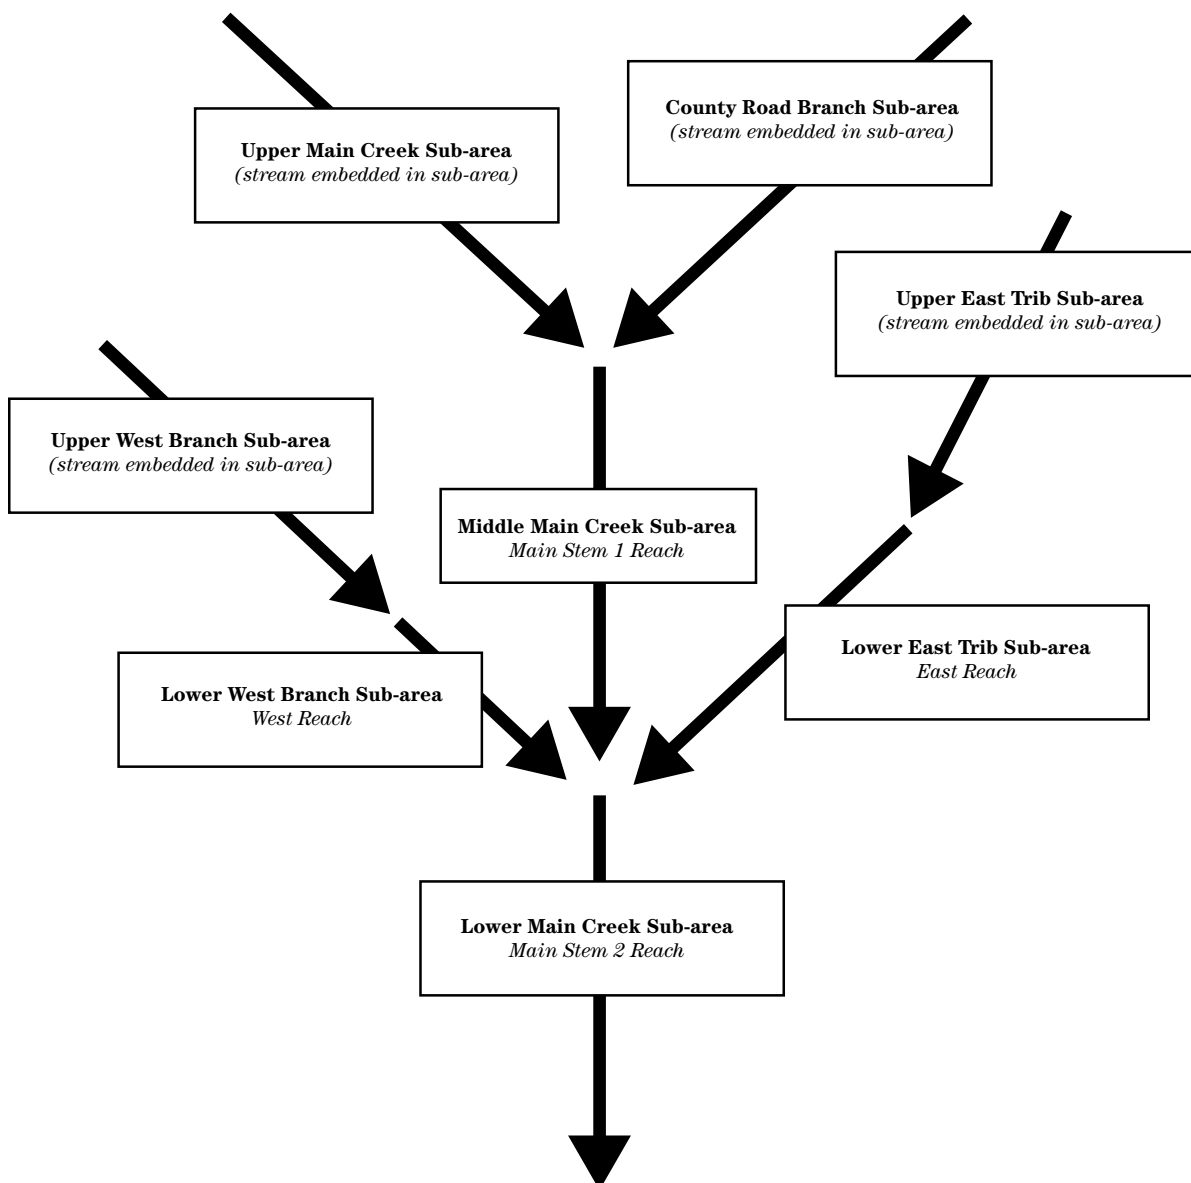 County Road Branch Sub-area
(stream embedded in sub-area)
Upper Main Creek Sub-area
(stream embedded in sub-area)
Upper East Trib Sub-area
(stream embedded in sub-area)
Upper West Branch Sub-area
(stream embedded in sub-area)
Middle Main Creek Sub-area
Main Stem 1 Reach
Lower East Trib Sub-area
East Reach
Lower West Branch Sub-area
West Reach
Lower Main Creek Sub-area
Main Stem 2 Reach